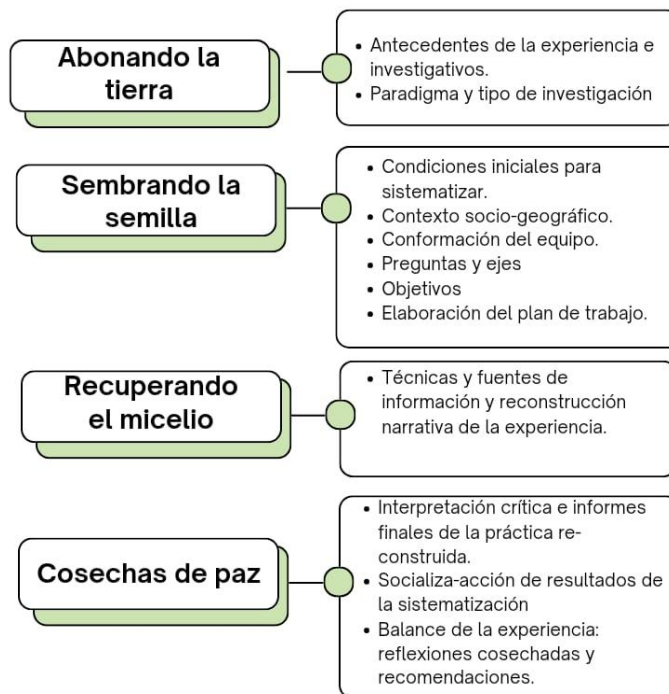 Abonando la
tierra
• Antecedentes de la experiencia e
investigativos.
• Paradigma y tipo de investigación
Sembrando la
semilla
• Condiciones iniciales para
sistematizar.
• Contexto socio-geográfico.
• Conformación del equipo.
• Preguntas y ejes
• Objetivos
• Elaboración del plan de trabajo.
Recuperando
el micelio
• Técnicas y fuentes de
información y reconstrucción
narrativa de la experiencia.
Cosechas de paz
• Interpretación crítica e informes
finales de la práctica re-
construida.
• Socializa-acción de resultados de
la sistematización
• Balance de la experiencia:
reflexiones cosechadas y
recomendaciones.